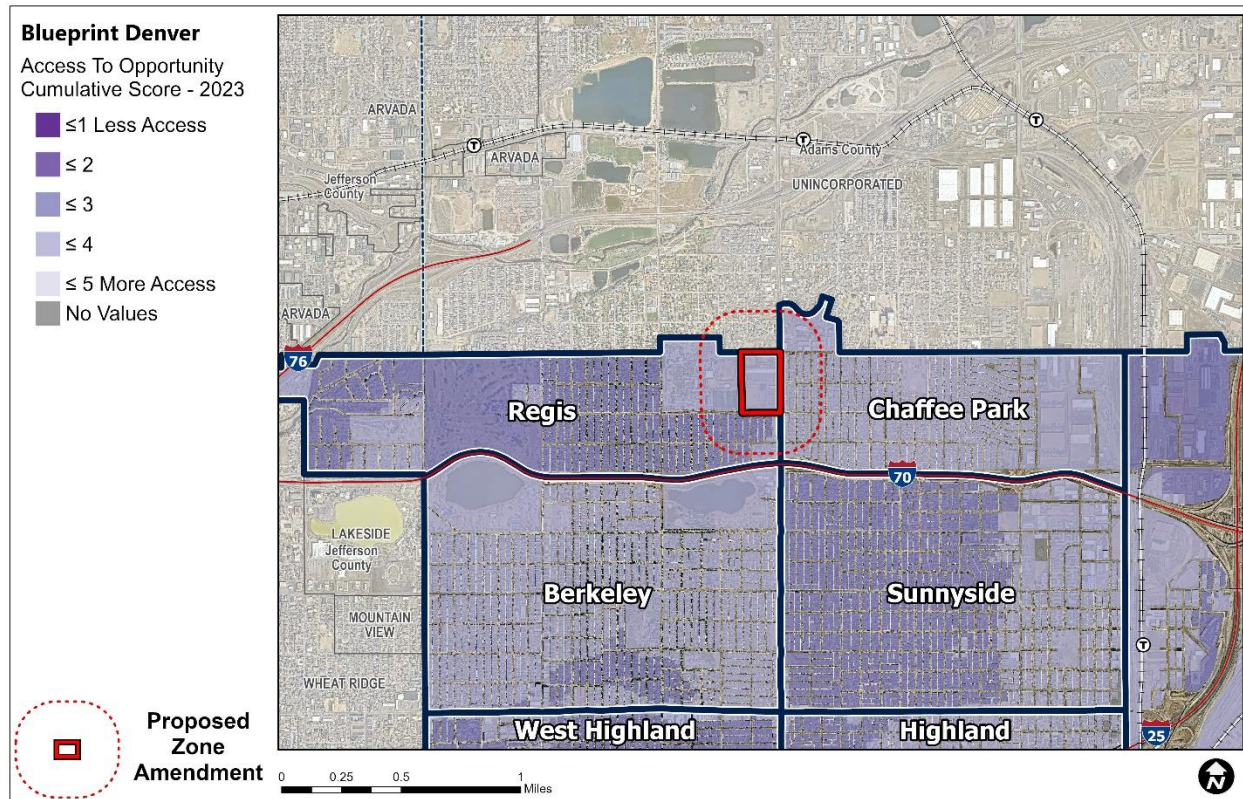 Blueprint Denver
Access To Opportunity
Cumulative Score - 2023
≤1 Less Access
≤ 2
≤ 3
≤ 4
≤ 5 More Access
No Values
Proposed
Zone
Amendment
ARVADA
T
ARVADA
T
Adams County
T
Jefferson
County
UNINCORPORATED
ARVADA
76
Regis
Chaffee Park
70
LAKESIDE
Jefferson
County
Berkeley
Sunnyside
MOUNTAIN
VIEW
T
WHEAT RIDGE
West Highland
Highland
25
0 0.25 0.5 1
Miles
N